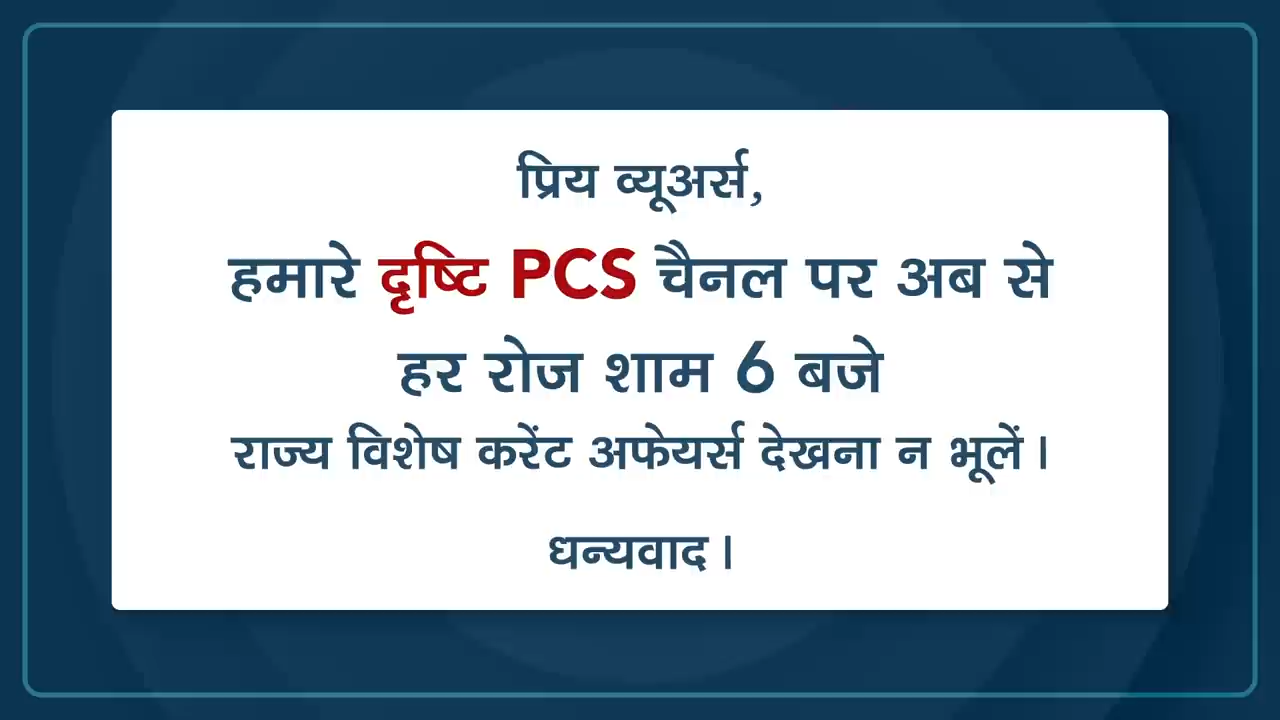 प्रिय व्यूअर्स,
हमारे दृष्टि PCS चैनल पर अब से
हर रोज शाम 6 बजे
राज्य विशेष करेंट अफेयर्स देखना न भूलें।
धन्यवाद।